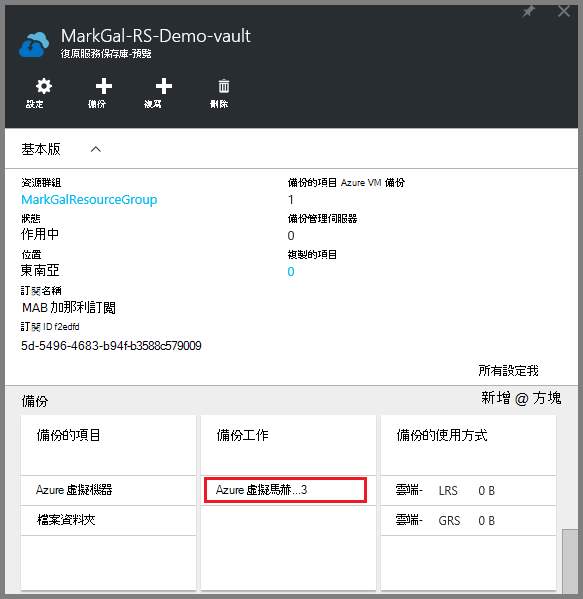 MarkGal-RS-Demo-vault
復原服務保存庫-預覽
設定
備份
複寫
刪除
基本版
資源群組
MarkGalResourceGroup
狀態
作用中
位置
東南亞
訂閱名稱
MAB 加那利訂閱
訂閱 ID f2edfd
5d-5496-4683-b94f-b3588c579009
備份的項目 Azure VM 備份
1
備份管理伺服器
0
複製的項目
0
所有設定我
備份
新增 @ 方塊
備份的項目
Azure 虛擬機器
檔案資料夾
備份工作
Azure 虛擬馬赫...3
備份的使用方式
雲端- LRS 0 B
雲端- GRS 0 B